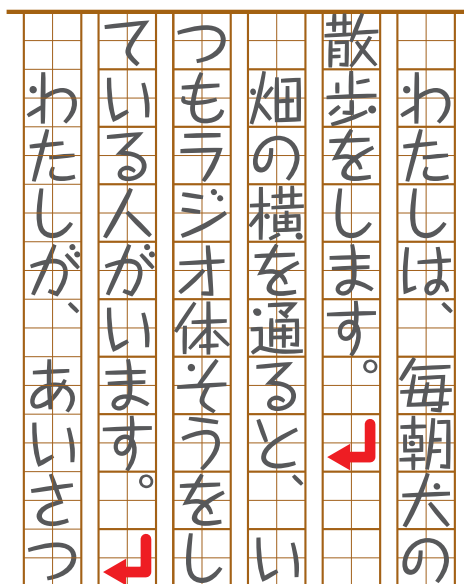 わたしは、毎朝犬の
散歩をします。
畑の横を通ると、い
つもラジオ体そうをし
ている人がいます。
わたしが、あいさつ